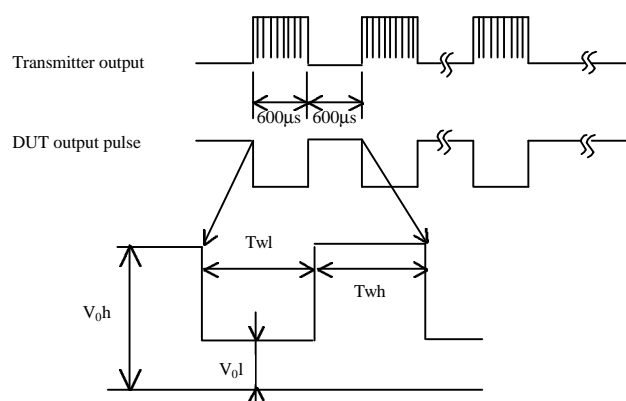 Transmitter output
600μs 600μs
DUT output pulse
Twl
Twh
V₀h
V₀l